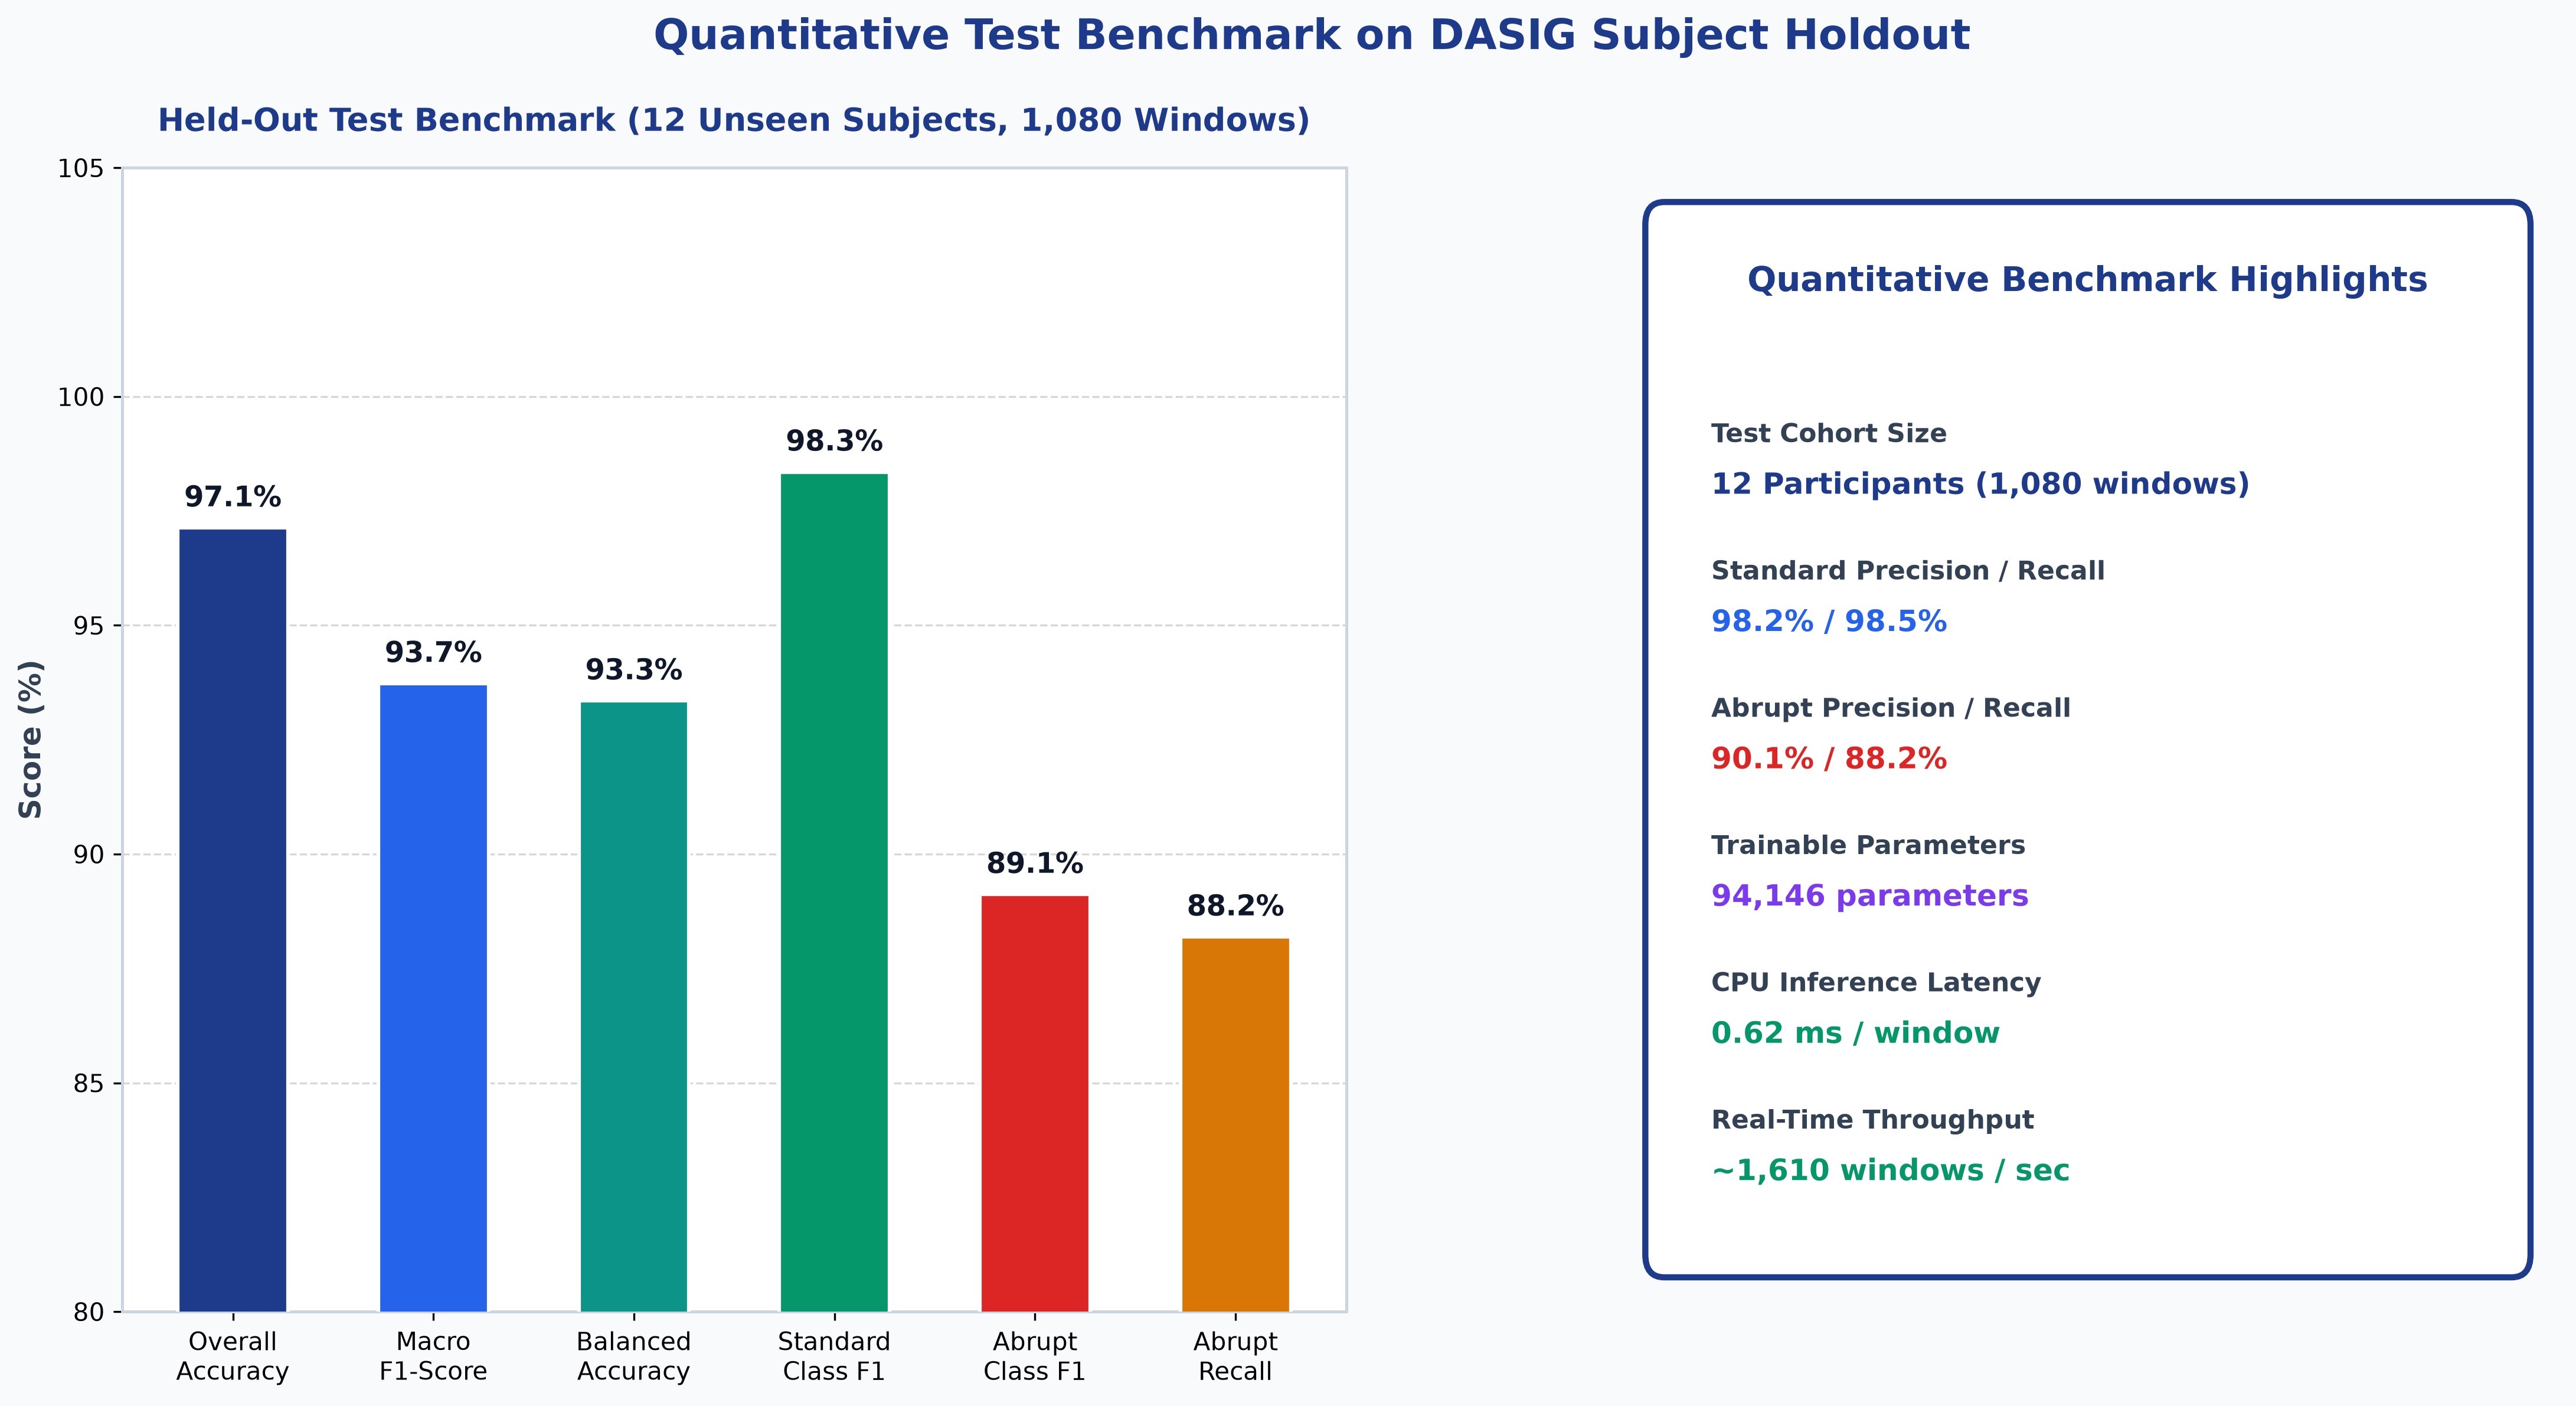 Quantitative Test Benchmark on DASIG Subject Holdout
Held-Out Test Benchmark (12 Unseen Subjects, 1,080 Windows)
Score (%)
105
100
95
90
85
80
97.1%
93.7%
93.3%
98.3%
89.1%
88.2%
Overall
Accuracy
Macro
F1-Score
Balanced
Accuracy
Standard
Class F1
Abrupt
Class F1
Abrupt
Recall
Quantitative Benchmark Highlights
Test Cohort Size
12 Participants (1,080 windows)
Standard Precision / Recall
98.2% / 98.5%
Abrupt Precision / Recall
90.1% / 88.2%
Trainable Parameters
94,146 parameters
CPU Inference Latency
0.62 ms / window
Real-Time Throughput
~1,610 windows / sec